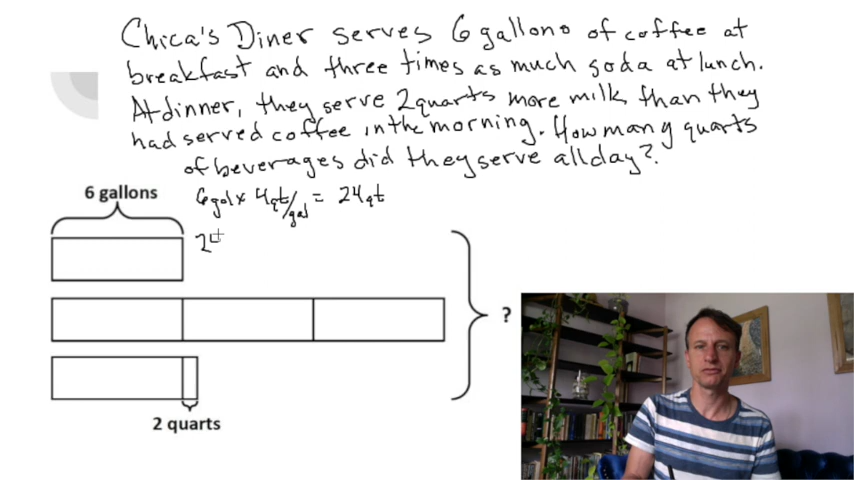 Chica's Diner serves 6 gallons of coffee at
breakfast and three times as much soda at lunch.
At dinner, they serve 2 quarts more milk than they
had served coffee in the morning. How many quarts
of beverages did they serve all day?
6 gallons
6 gal x 4 qt/gal = 24 qt
24
?
2 quarts